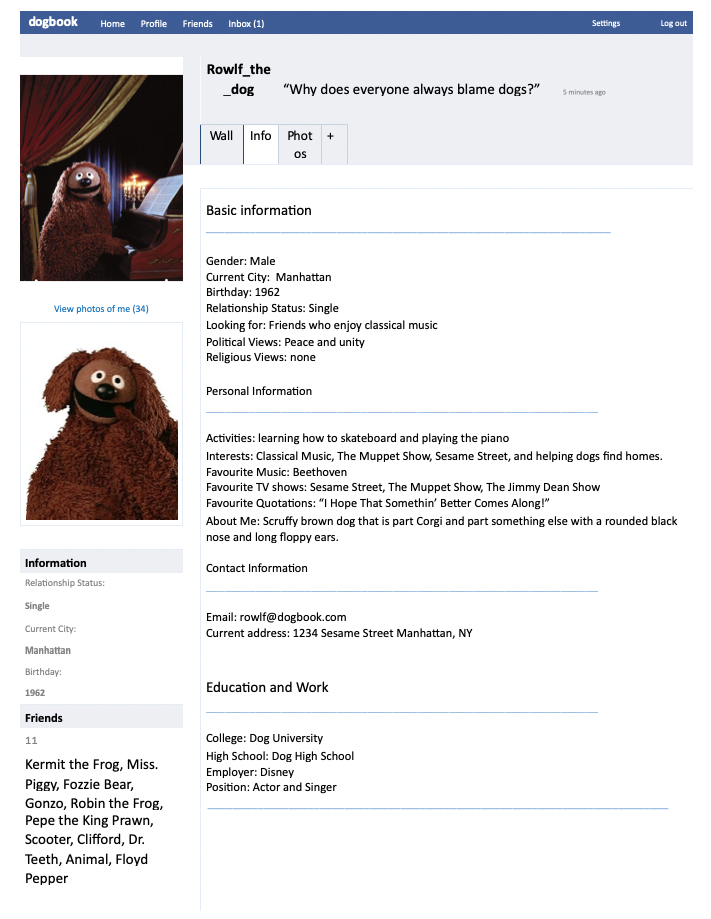 dogbook Home Profile Friends Inbox (1) Settings Log out
Rowlf_the
_dog “Why does everyone always blame dogs?” 5 minutes ago
Wall Info Phot +
os
View photos of me (34)
Information
Relationship Status:
Single
Current City:
Manhattan
Birthday:
1962
Friends
11
Kermit the Frog, Miss.
Piggy, Fozzie Bear,
Gonzo, Robin the Frog,
Pepe the King Prawn,
Scooter, Clifford, Dr.
Teeth, Animal, Floyd
Pepper
Basic information
Gender: Male
Current City: Manhattan
Birthday: 1962
Relationship Status: Single
Looking for: Friends who enjoy classical music
Political Views: Peace and unity
Religious Views: none
Personal Information
Activities: learning how to skateboard and playing the piano
Interests: Classical Music, The Muppet Show, Sesame Street, and helping dogs find homes.
Favourite Music: Beethoven
Favourite TV shows: Sesame Street, The Muppet Show, The Jimmy Dean Show
Favourite Quotations: “I Hope That Somethin’ Better Comes Along!”
About Me: Scruffy brown dog that is part Corgi and part something else with a rounded black
nose and long floppy ears.
Contact Information
Email: rowlf@dogbook.com
Current address: 1234 Sesame Street Manhattan, NY
Education and Work
College: Dog University
High School: Dog High School
Employer: Disney
Position: Actor and Singer